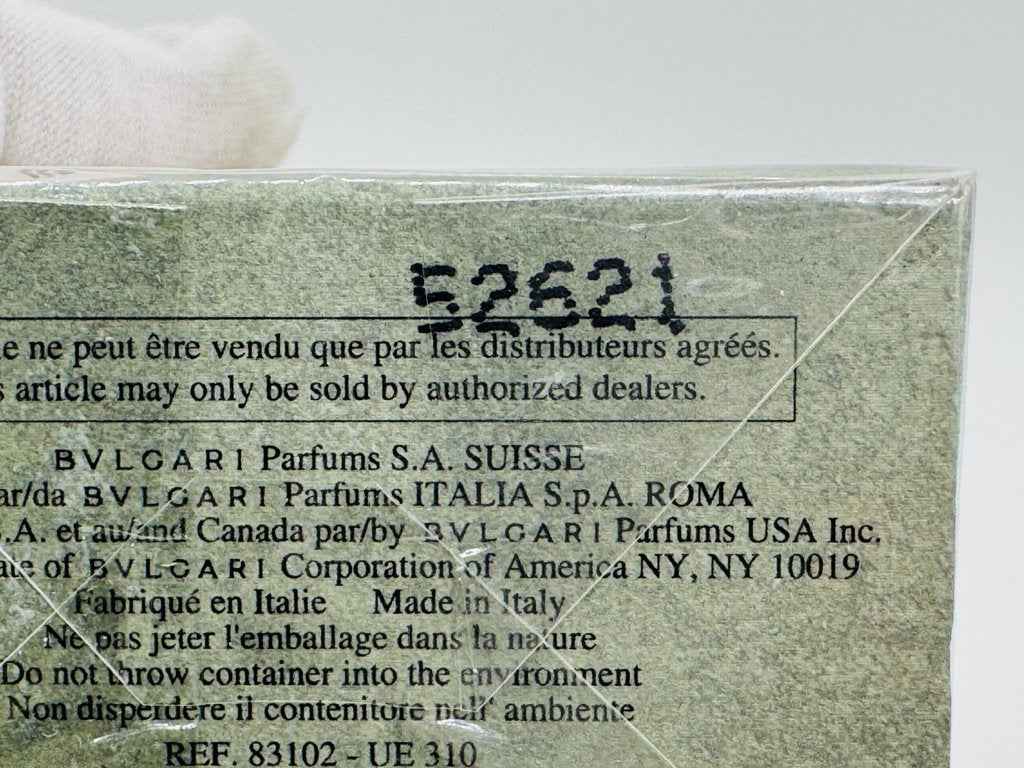 52621
ne peut être vendu que par les distributeurs agréés.
article may only be sold by authorized dealers.
BVLGARI Parfums S.A. SUISSE
par/da BVLGARI Parfums ITALIA S.p.A. ROMA
.A. et au/and Canada par/by BVLGARI Parfums USA Inc.
of BVLGARI Corporation of America NY, NY 10019
Fabriqué en Italie Made in Italy
Ne pas jeter l'emballage dans la nature
Do not throw container into the environment
Non disperdere il contenitore nell' ambiente
REF. 83102 - UE 310